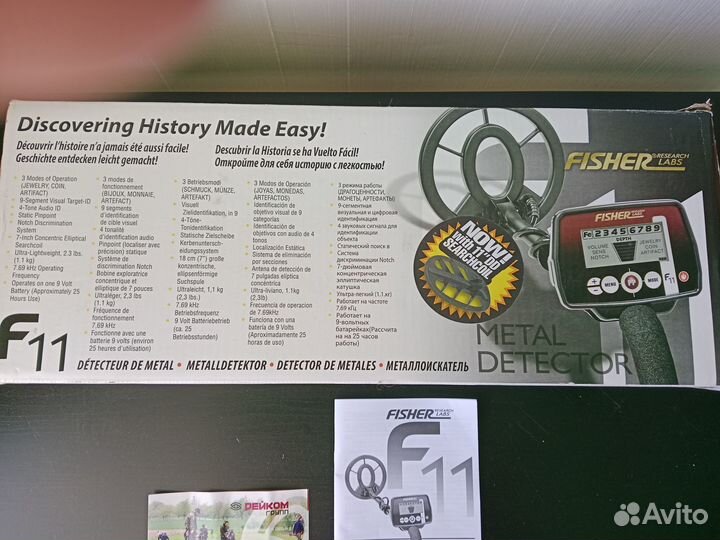 Discovering History Made Easy!
Découvrir l'histoire n'a jamais été aussi facile!
Geschichte entdecken leicht gemacht!
Descubrir la Historia se ha Vuelto Fácil!
Откройте для себя историю с легкостью!
• 3 Modes of Operation
(JEWELRY, COIN,
ARTIFACT)
• 9-Segment Visual Target-ID
• 4-Tone Audio ID
• Static Pinpoint
• Notch Discrimination
System
• 7-Inch Concentric Elliptical
Searchcoil
• Ultra-Lightweight, 2.3 lbs.
(1.1 kg)
• 7.69 kHz Operating
Frequency
• Operates on one 9 Volt
Battery (Approximately 25
Hours Use)
• 3 modes de
fonctionnement
(BIJOUX, MONNAIE,
ARTEFACT)
• 9 segments
d'identification
de cible visuel
• 4 tonalité
d'identification audio
• Pinpoint (localiser avec
précision) statique
• Système de
discrimination Notch
• Bobine exploratrice
concentrique et
elliptique de 7 pouces
• Ultraléger, 2,3 lb.
(1.1 kg)
• Fréquence de
fonctionnement
7,69 kHz
• Fonctionne avec une
batterie 9 volts (environ
25 heures d'utilisation)
• 3 Betriebsmodi
(SCHMUCK, MÜNZE,
ARTEFAKT)
• Visuell
Zielidentifikation, in 9
• 4-Töne-
Tonidentifikation
• Statische Zielscheibe
• Kerbenuntersch-
eidungssystem
• 18 cm (7") große
konzentrische,
ellipsenförmige
Suchspule
• Ultraleicht, 1,1 kg
(2,3 lbs.)
• 7.69 kHz
Betriebsfrequenz
• 9 Volt Batteriebetrieb
(ca. 25
Betriebsstunden)
• 3 Modos de Operación
(JOYAS, MONEDAS,
ARTEFACTOS)
• Identificación de
objetivo visual de 9
categorías
• Identificación de
objetivo con audio de 4
tonos
• Localización Estática
• Sistema de eliminación
por secciones
• Antena de detección de
7 pulgadas elíptica
concéntrica
• Ultra-liviano, 1.1kg
(2,3lb)
• Frecuencia de operacion
de 7.69kHz
• Funciona con una
batería de 9 Volts
(Aproximadamente 25
horas de uso)
• 3 режима работы
(ДРАГОЦЕННОСТИ,
МОНЕТЫ, АРТЕФАКТЫ)
• 9-сегментная
визуальная и цифровая
идентификация
• 4 звуковых сигнала для
идентификации
объекта
• Статический поиск
• Система
дискриминации Notch
• 7-дюймовая
концентрическая
эллиптическая
катушка
• Ультра-легкий (1,1 кг)
• Работает на частоте
7.69 кГц
• Работает на
9-вольтных
батарейках(Рассчита
на на 25 часов
работы)
NOW!
with 11" DD
SEARCHCOIL
FISHER RESEARCH LABS
11
FISHER RESEARCH LABS
Fe 2 3 4 5 6 7 8 9
DEPTH
VOLUME
SENS
NOTCH
JEWELRY
COIN
ARTIFACT
+
−
MENU
MODE
F11
METAL
DETECTOR
F11
DÉTECTEUR DE METAL • METALLDETEKTOR • DETECTOR DE METALES • МЕТАЛЛОИСКАТЕЛЬ
FISHER RESEARCH LABS
F11
ДЕЙКОМ
ГРУПП
Avito